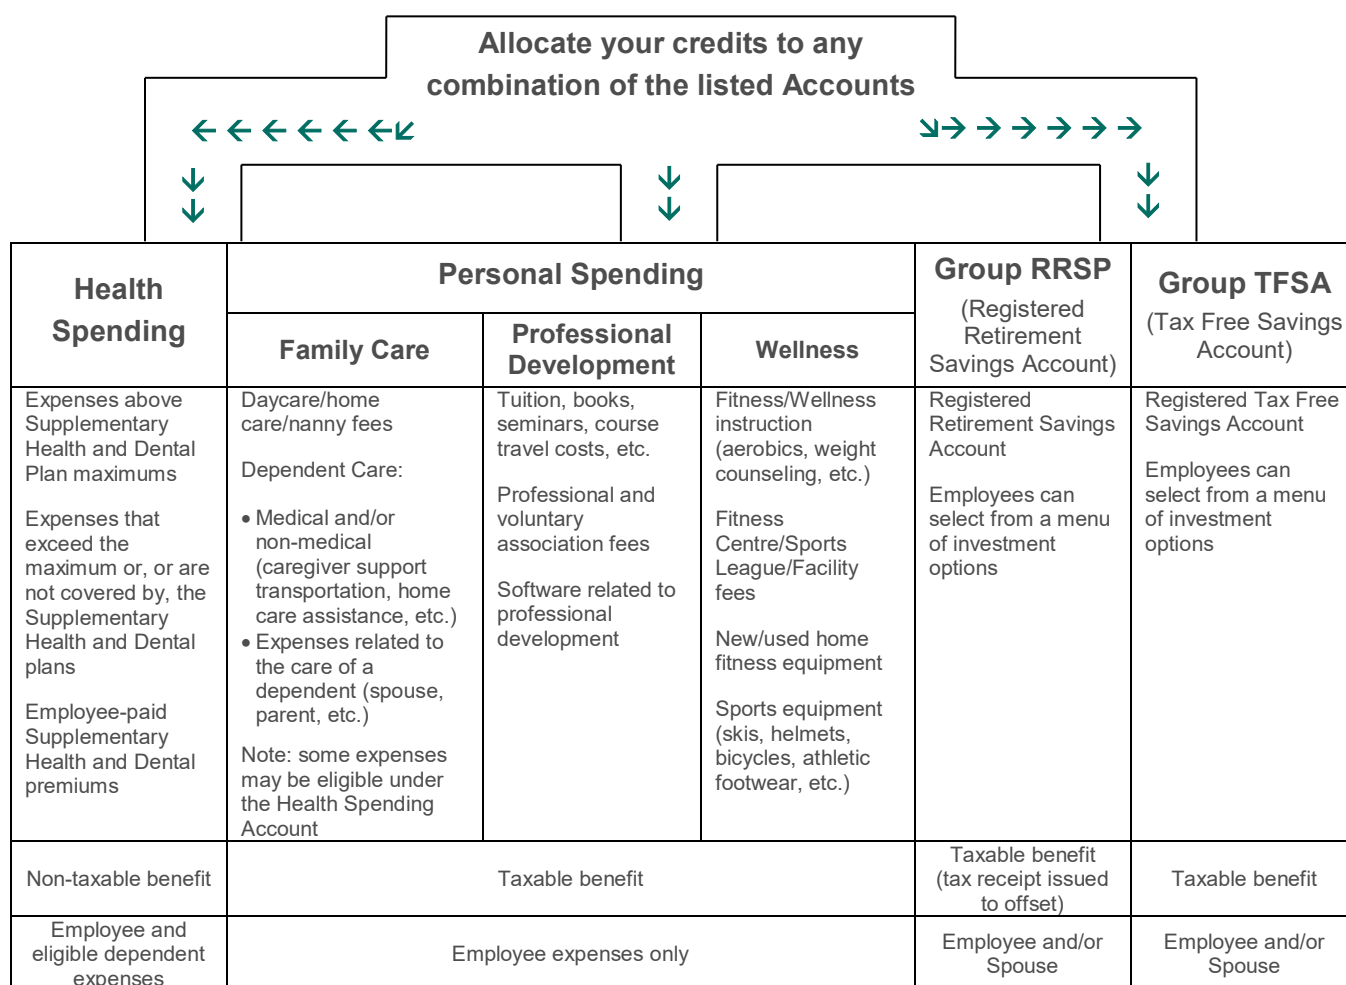 Allocate your credits to any
combination of the listed Accounts
Health
Spending
Personal Spending
Group RRSP
(Registered
Retirement
Savings Account)
Group TFSA
(Tax Free Savings
Account)
Family Care
Professional
Development
Wellness
Expenses above
Supplementary
Health and Dental
Plan maximums
Expenses that
exceed the
maximum or, or are
not covered by, the
Supplementary
Health and Dental
plans
Employee-paid
Supplementary
Health and Dental
premiums
Daycare/home
care/nanny fees
Dependent Care:
• Medical and/or
non-medical
(caregiver support
transportation, home
care assistance, etc.)
• Expenses related to
the care of a
dependent (spouse,
parent, etc.)
Note: some expenses
may be eligible under
the Health Spending
Account
Tuition, books,
seminars, course
travel costs, etc.
Professional and
voluntary
association fees
Software related to
professional
development
Fitness/Wellness
instruction
(aerobics, weight
counseling, etc.)
Fitness
Centre/Sports
League/Facility
fees
New/used home
fitness equipment
Sports equipment
(skis, helmets,
bicycles, athletic
footwear, etc.)
Registered
Retirement Savings
Account
Employees can
select from a menu
of investment
options
Registered Tax Free
Savings Account
Employees can
select from a menu
of investment
options
Non-taxable benefit
Taxable benefit
Taxable benefit
(tax receipt issued
to offset)
Taxable benefit
Employee and
eligible dependent
expenses
Employee expenses only
Employee and/or
Spouse
Employee and/or
Spouse